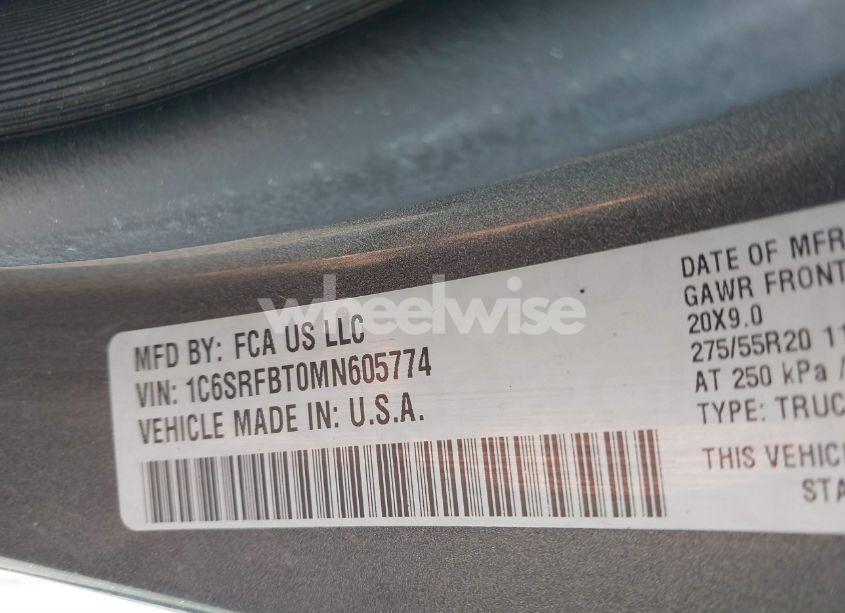 wheelwise
MFD BY: FCA US LLC
VIN: 1C6SRFBT0MN605774
VEHICLE MADE IN: U.S.A.
DATE OF MFR
GAWR FRONT
20X9.0
275/55R20 11
AT 250 kPa /
TYPE: TRUC
THIS VEHIC
STA